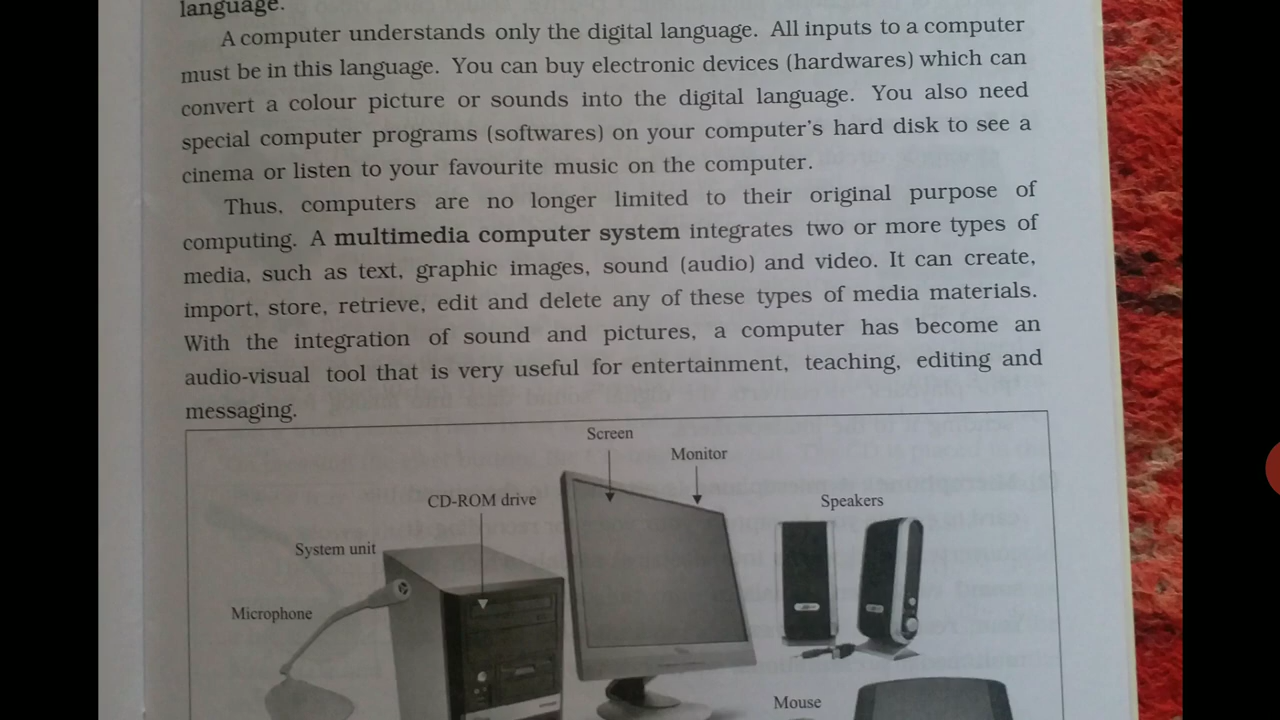 language.
A computer understands only the digital language. All inputs to a computer
must be in this language. You can buy electronic devices (hardwares) which can
convert a colour picture or sounds into the digital language. You also need
special computer programs (softwares) on your computer's hard disk to see a
cinema or listen to your favourite music on the computer.
Thus, computers are no longer limited to their original purpose of
computing. A multimedia computer system integrates two or more types of
media, such as text, graphic images, sound (audio) and video. It can create,
import, store, retrieve, edit and delete any of these types of media materials.
With the integration of sound and pictures, a computer has become an
audio-visual tool that is very useful for entertainment, teaching, editing and
messaging.
Screen
Monitor
CD-ROM drive
Speakers
System unit
Microphone
Mouse